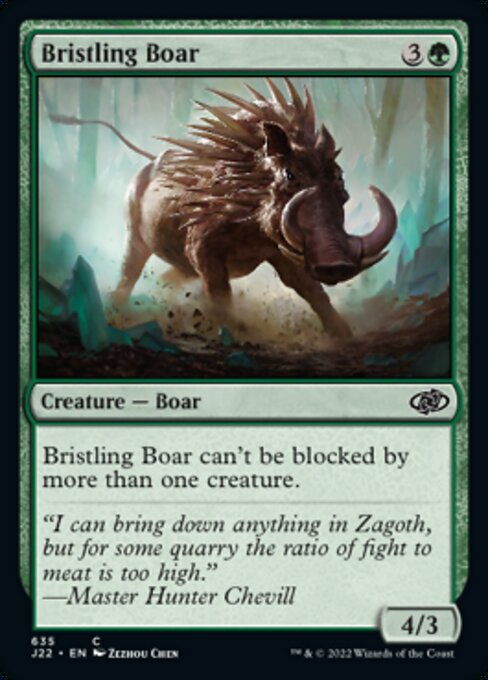 Bristling Boar 3
Creature — Boar
Bristling Boar can't be blocked by
more than one creature.
"I can bring down anything in Zagoth,
but for some quarry the ratio of fight to
meat is too high."
—Master Hunter Chevill
4/3
635 C
J22 • EN Zezhou Chen
™ & © 2022 Wizards of the Coast